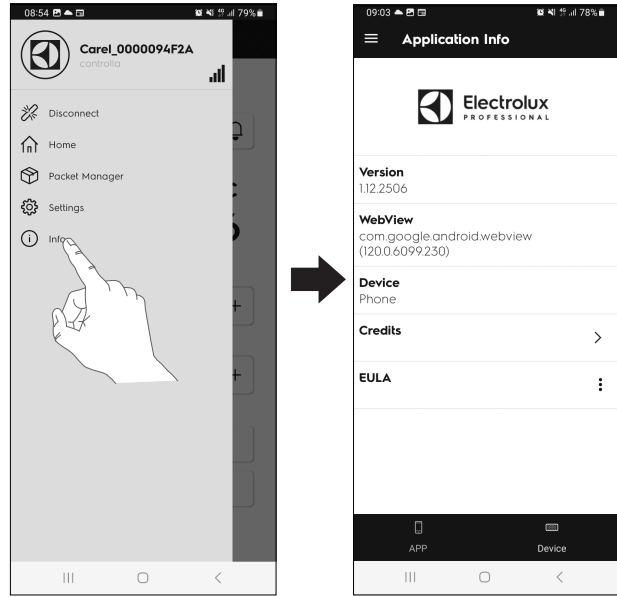 08:54
79%
Carel_0000094F2A
controlla
Disconnect
Home
Packet Manager
Settings
Info
09:03
78%
Application Info
Electrolux
PROFESSIONAL
Version
1.12.2506
WebView
com.google.android.webview
(120.0.6099.230)
Device
Phone
Credits
EULA
APP
Device